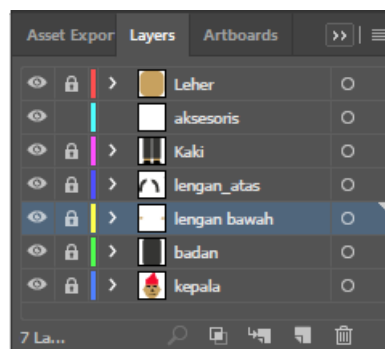 Asset Expor Layers Artboards
Leher
aksesoris
Kaki
lengan_atas
lengan bawah
badan
kepala
7 La...